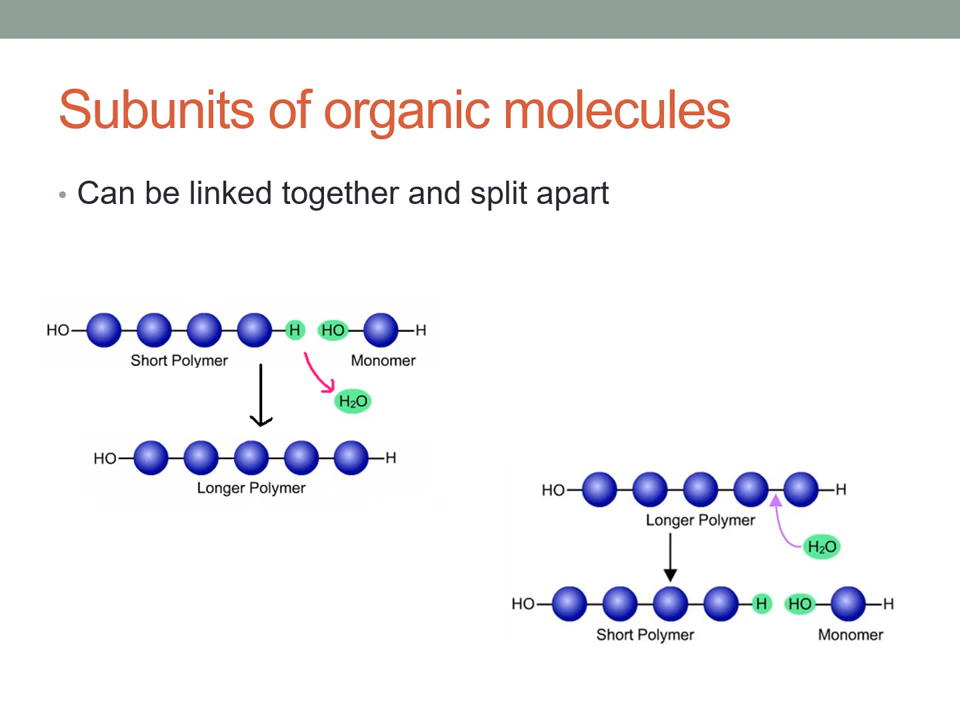 Subunits of organic molecules
• Can be linked together and split apart
HO H HO H
Short Polymer Monomer
H₂O
HO H
Longer Polymer
HO H
Longer Polymer
H₂O
HO H HO H
Short Polymer Monomer